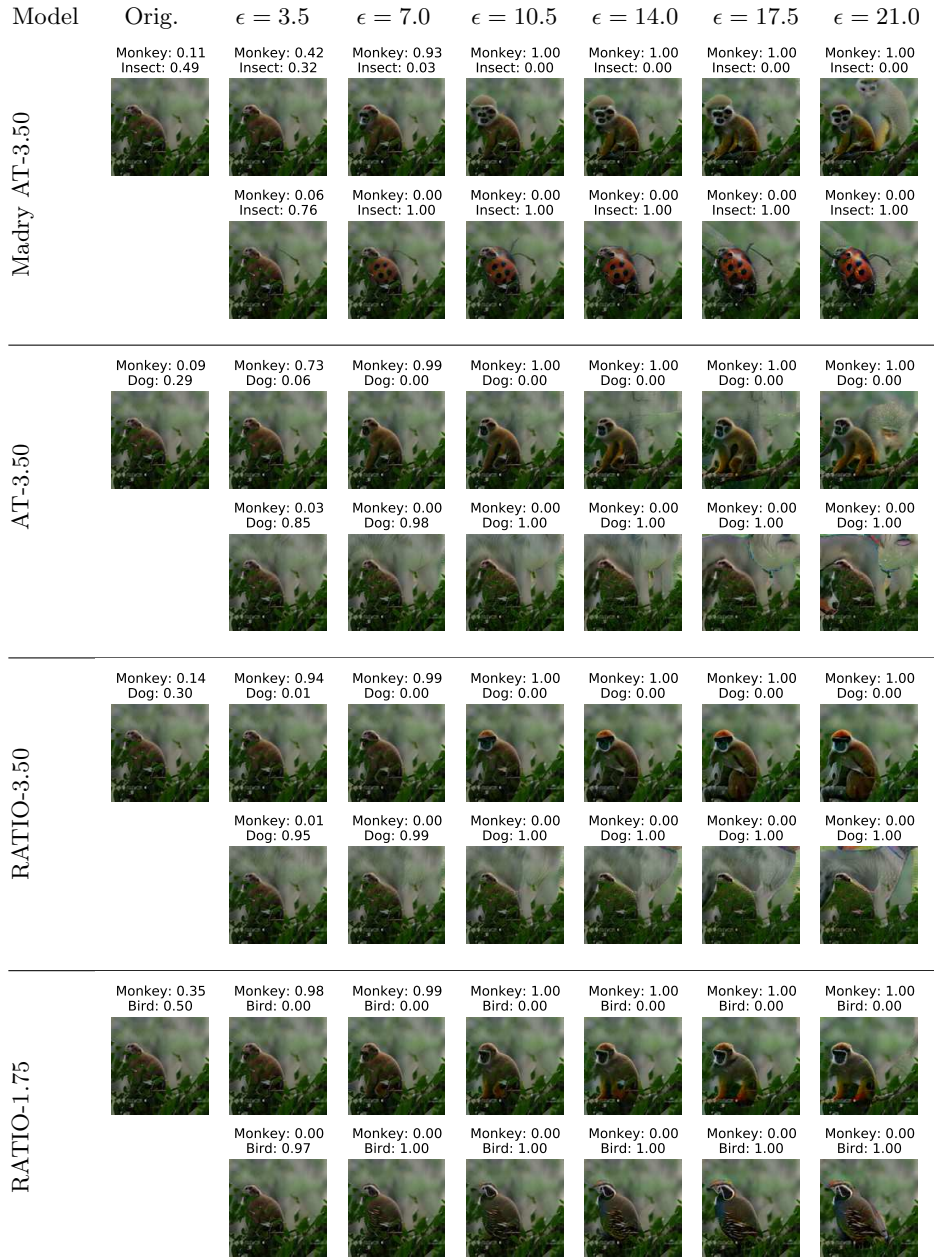 Model Orig. ϵ = 3.5 ϵ = 7.0 ϵ = 10.5 ϵ = 14.0 ϵ = 17.5 ϵ = 21.0
Madry AT-3.50
Monkey: 0.11 Monkey: 0.42 Monkey: 0.93 Monkey: 1.00 Monkey: 1.00 Monkey: 1.00 Monkey: 1.00
Insect: 0.49 Insect: 0.32 Insect: 0.03 Insect: 0.00 Insect: 0.00 Insect: 0.00 Insect: 0.00
Monkey: 0.06 Monkey: 0.00 Monkey: 0.00 Monkey: 0.00 Monkey: 0.00 Monkey: 0.00
Insect: 0.76 Insect: 1.00 Insect: 1.00 Insect: 1.00 Insect: 1.00 Insect: 1.00
AT-3.50
Monkey: 0.09 Monkey: 0.73 Monkey: 0.99 Monkey: 1.00 Monkey: 1.00 Monkey: 1.00 Monkey: 1.00
Dog: 0.29 Dog: 0.06 Dog: 0.00 Dog: 0.00 Dog: 0.00 Dog: 0.00 Dog: 0.00
Monkey: 0.03 Monkey: 0.00 Monkey: 0.00 Monkey: 0.00 Monkey: 0.00 Monkey: 0.00
Dog: 0.85 Dog: 0.98 Dog: 1.00 Dog: 1.00 Dog: 1.00 Dog: 1.00
RATIO-3.50
Monkey: 0.14 Monkey: 0.94 Monkey: 0.99 Monkey: 1.00 Monkey: 1.00 Monkey: 1.00 Monkey: 1.00
Dog: 0.30 Dog: 0.01 Dog: 0.00 Dog: 0.00 Dog: 0.00 Dog: 0.00 Dog: 0.00
Monkey: 0.01 Monkey: 0.00 Monkey: 0.00 Monkey: 0.00 Monkey: 0.00 Monkey: 0.00
Dog: 0.95 Dog: 0.99 Dog: 1.00 Dog: 1.00 Dog: 1.00 Dog: 1.00
RATIO-1.75
Monkey: 0.35 Monkey: 0.98 Monkey: 0.99 Monkey: 1.00 Monkey: 1.00 Monkey: 1.00 Monkey: 1.00
Bird: 0.50 Bird: 0.00 Bird: 0.00 Bird: 0.00 Bird: 0.00 Bird: 0.00 Bird: 0.00
Monkey: 0.00 Monkey: 0.00 Monkey: 0.00 Monkey: 0.00 Monkey: 0.00 Monkey: 0.00
Bird: 0.97 Bird: 1.00 Bird: 1.00 Bird: 1.00 Bird: 1.00 Bird: 1.00